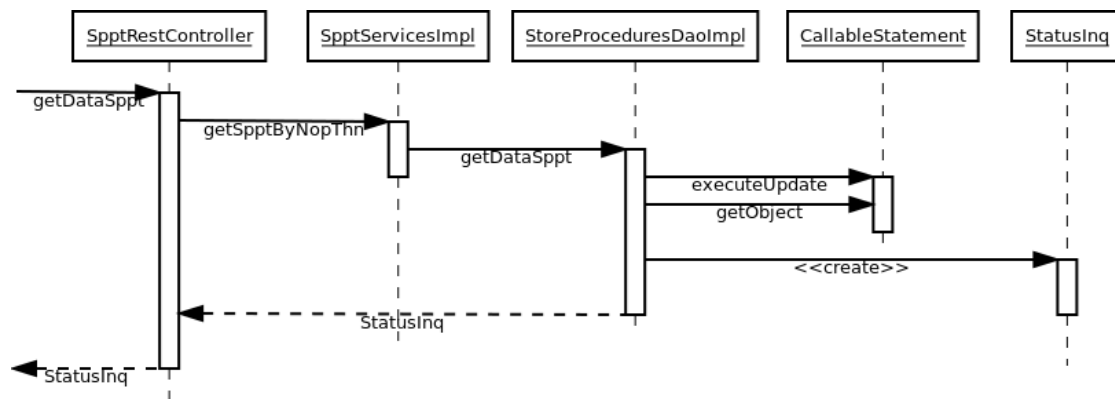 SpptRestController
SpptServicesImpl
StoreProceduresDaoImpl
CallableStatement
StatusInq
getDataSppt
getSpptByNopThn
getDataSppt
executeUpdate
getObject
<<create>>
StatusInq
StatusInq